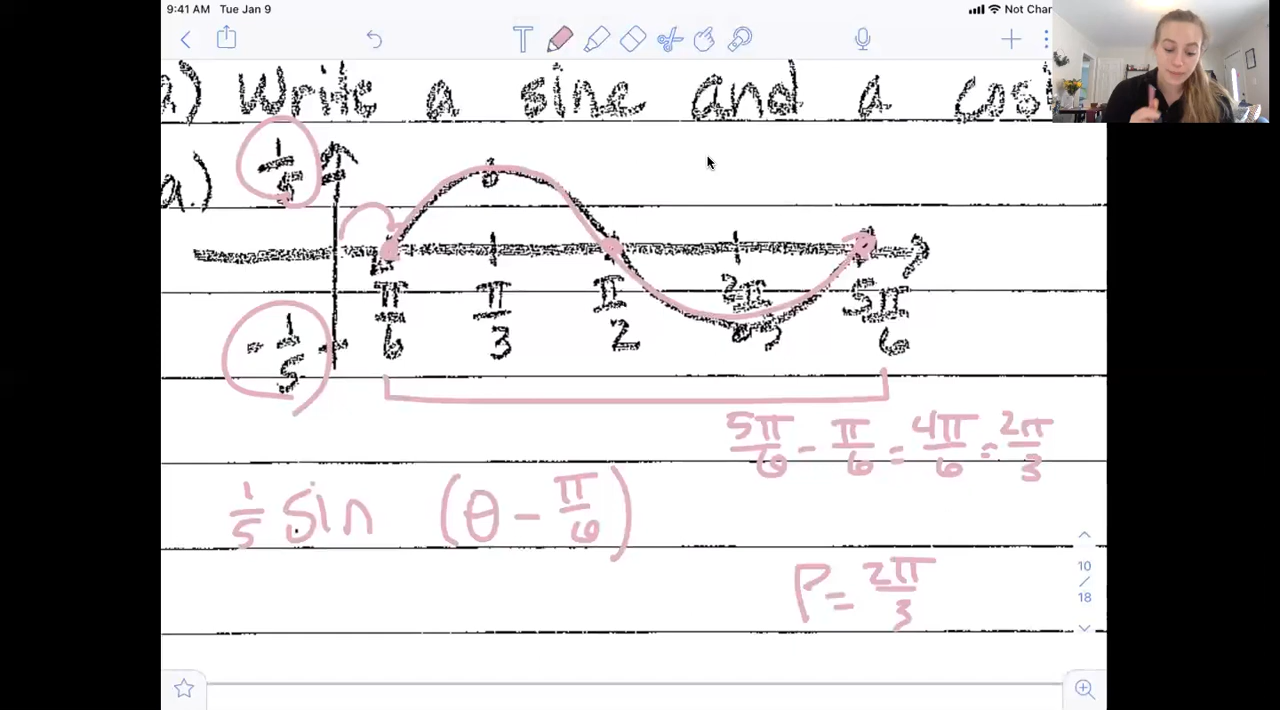 9:41 AM Tue Jan 9
Not Char
a) Write a sine and a cosi
a.)
1/5
-1/5
π/6 π/3 π/2 2π/3 5π/6
5π/6 - π/6 = 4π/6 = 2π/3
1/5 sin (θ - π/6)
P = 2π/3
10 / 18